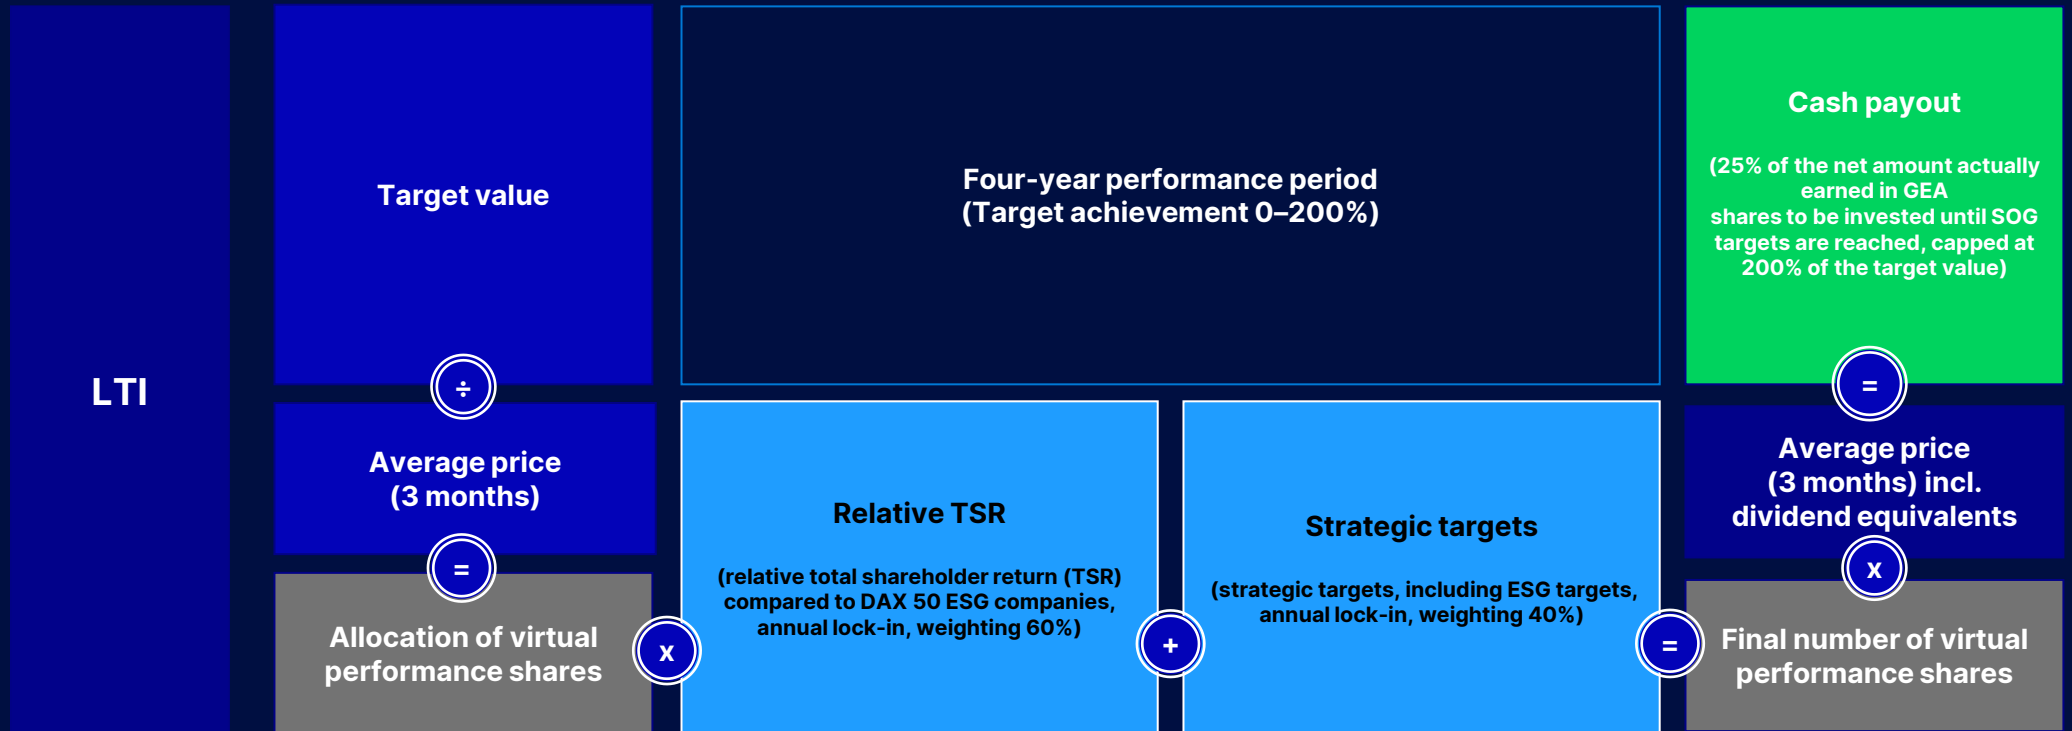 LTI
Target value
÷
Average price
(3 months)
=
Allocation of virtual
performance shares
x
Four-year performance period
(Target achievement 0–200%)
Relative TSR
(relative total shareholder return (TSR)
compared to DAX 50 ESG companies,
annual lock-in, weighting 60%)
+
Strategic targets
(strategic targets, including ESG targets,
annual lock-in, weighting 40%)
=
Cash payout
(25% of the net amount actually
earned in GEA
shares to be invested until SOG
targets are reached, capped at
200% of the target value)
=
Average price
(3 months) incl.
dividend equivalents
x
Final number of virtual
performance shares